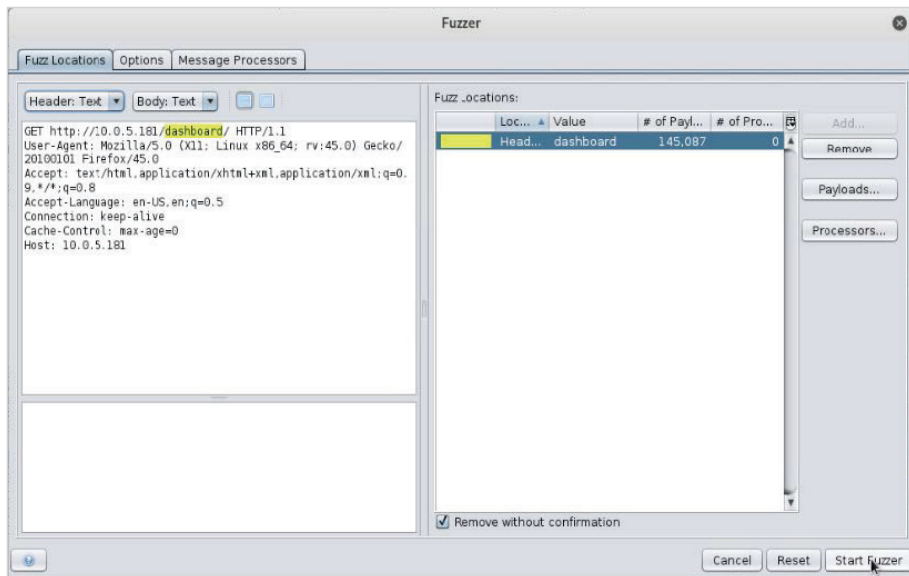 Fuzzer
Fuzz Locations Options Message Processors
Header: Text Body: Text
GET http://10.0.5.181/dashboard/ HTTP/1.1
User-Agent: Mozilla/5.0 (X11; Linux x86_64; rv:45.0) Gecko/
20100101 Firefox/45.0
Accept: text/html,application/xhtml+xml,application/xml;q=0.
9,*/*;q=0.8
Accept-Language: en-US,en;q=0.5
Connection: keep-alive
Cache-Control: max-age=0
Host: 10.0.5.181
Fuzz Locations:
Loc... Value # of Payl... # of Pro...
Head... dashboard 145,087 0
Add...
Remove
Payloads...
Processors...
Remove without confirmation
Cancel Reset Start Fuzzer